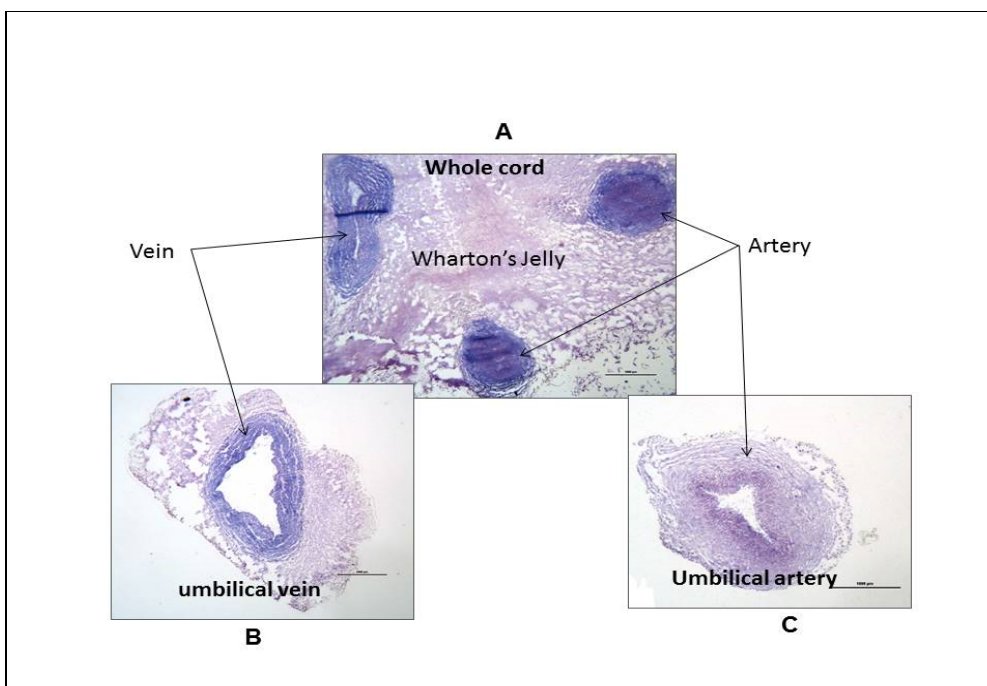 A
Whole cord
Vein
Wharton's Jelly
Artery
umbilical vein
Umbilical artery
B
C